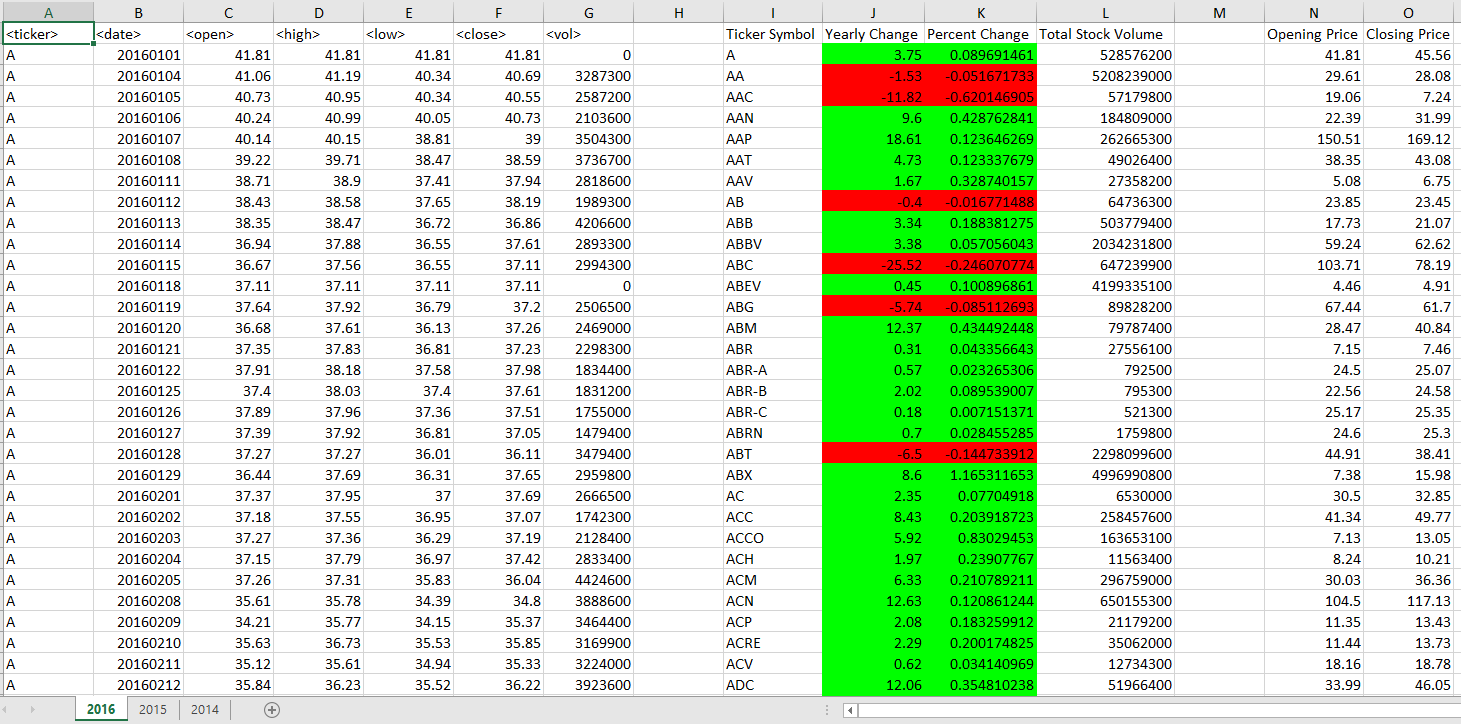 A B C D E F G H I J K L M N O
<ticker> <date> <open> <high> <low> <close> <vol> Ticker Symbol Yearly Change Percent Change Total Stock Volume Opening Price Closing Price
A 20160101 41.81 41.81 41.81 41.81 0 A 3.75 0.089691461 528576200 41.81 45.56
A 20160104 41.06 41.19 40.34 40.69 3287300 AA -1.53 -0.051671733 5208239000 29.61 28.08
A 20160105 40.73 40.95 40.34 40.55 2587200 AAC -11.82 -0.620146905 57179800 19.06 7.24
A 20160106 40.24 40.99 40.05 40.73 2103600 AAN 9.6 0.428762841 184809000 22.39 31.99
A 20160107 40.14 40.15 38.81 39 3504300 AAP 18.61 0.123646269 262665300 150.51 169.12
A 20160108 39.22 39.71 38.47 38.59 3736700 AAT 4.73 0.123337679 49026400 38.35 43.08
A 20160111 38.71 38.9 37.41 37.94 2818600 AAV 1.67 0.328740157 27358200 5.08 6.75
A 20160112 38.43 38.58 37.65 38.19 1989300 AB -0.4 -0.016771488 64736300 23.85 23.45
A 20160113 38.35 38.47 36.72 36.86 4206600 ABB 3.34 0.188381275 503779400 17.73 21.07
A 20160114 36.94 37.88 36.55 37.61 2893300 ABBV 3.38 0.057056043 2034231800 59.24 62.62
A 20160115 36.67 37.56 36.55 37.11 2994300 ABC -25.52 -0.246070774 647239900 103.71 78.19
A 20160118 37.11 37.11 37.11 37.11 0 ABEV 0.45 0.100896861 4199335100 4.46 4.91
A 20160119 37.64 37.92 36.79 37.2 2506500 ABG -5.74 -0.085112693 89828200 67.44 61.7
A 20160120 36.68 37.61 36.13 37.26 2469000 ABM 12.37 0.434492448 79787400 28.47 40.84
A 20160121 37.35 37.83 36.81 37.23 2298300 ABR 0.31 0.043356643 27556100 7.15 7.46
A 20160122 37.91 38.18 37.58 37.98 1834400 ABR-A 0.57 0.023265306 792500 24.5 25.07
A 20160125 37.4 38.03 37.4 37.61 1831200 ABR-B 2.02 0.089539007 795300 22.56 24.58
A 20160126 37.89 37.96 37.36 37.51 1755000 ABR-C 0.18 0.007151371 521300 25.17 25.35
A 20160127 37.39 37.92 36.81 37.05 1479400 ABRN 0.7 0.028455285 1759800 24.6 25.3
A 20160128 37.27 37.27 36.01 36.11 3479400 ABT -6.5 -0.144733912 2298099600 44.91 38.41
A 20160129 36.44 37.69 36.31 37.65 2959800 ABX 8.6 1.165311653 4996990800 7.38 15.98
A 20160201 37.37 37.95 37 37.69 2666500 AC 2.35 0.07704918 6530000 30.5 32.85
A 20160202 37.18 37.55 36.95 37.07 1742300 ACC 8.43 0.203918723 258457600 41.34 49.77
A 20160203 37.27 37.36 36.29 37.19 2128400 ACCO 5.92 0.83029453 163653100 7.13 13.05
A 20160204 37.15 37.79 36.97 37.42 2833400 ACH 1.97 0.23907767 11563400 8.24 10.21
A 20160205 37.26 37.31 35.83 36.04 4424600 ACM 6.33 0.210789211 296759000 30.03 36.36
A 20160208 35.61 35.78 34.39 34.8 3888600 ACN 12.63 0.120861244 650155300 104.5 117.13
A 20160209 34.21 35.77 34.15 35.37 3464400 ACP 2.08 0.183259912 21179200 11.35 13.43
A 20160210 35.63 36.73 35.53 35.85 3169900 ACRE 2.29 0.200174825 35062000 11.44 13.73
A 20160211 35.12 35.61 34.94 35.33 3224000 ACV 0.62 0.034140969 12734300 18.16 18.78
A 20160212 35.84 36.23 35.52 36.22 3923600 ADC 12.06 0.354810238 51966400 33.99 46.05
2016 2015 2014